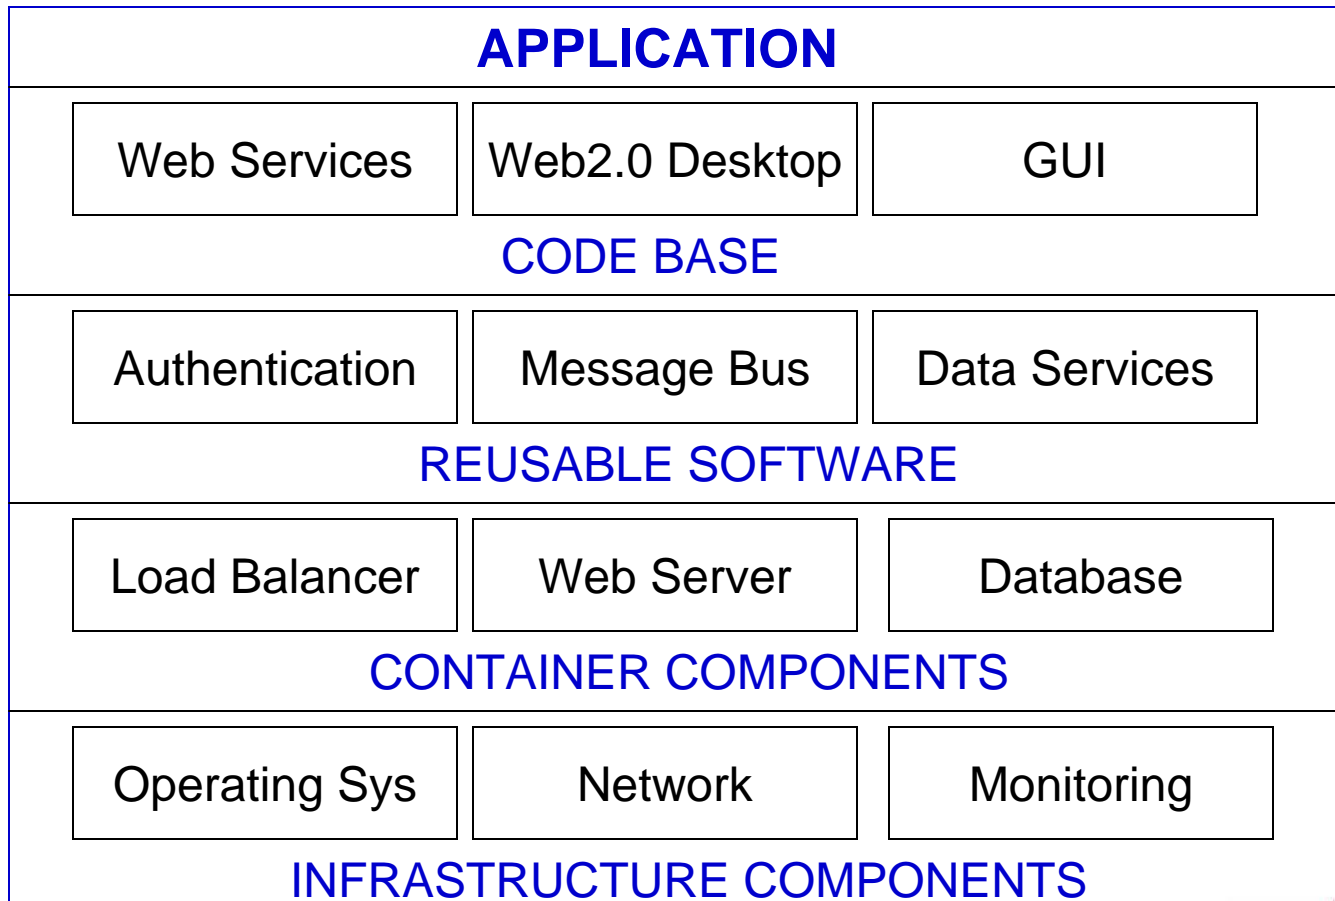 APPLICATION
Web Services Web2.0 Desktop GUI
CODE BASE
Authentication Message Bus Data Services
REUSABLE SOFTWARE
Load Balancer Web Server Database
CONTAINER COMPONENTS
Operating Sys Network Monitoring
INFRASTRUCTURE COMPONENTS